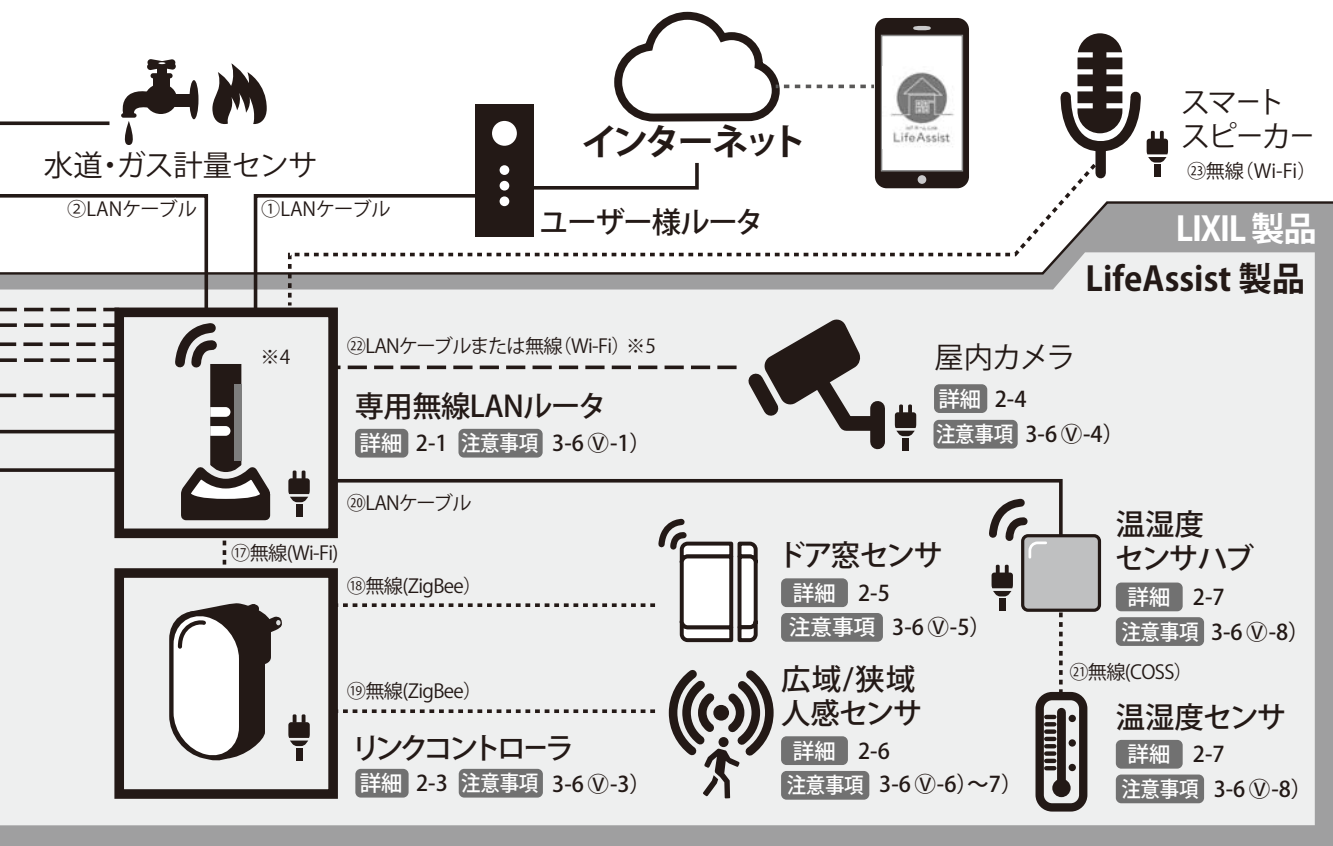 水道・ガス計量センサ
②LANケーブル
①LANケーブル
インターネット
ユーザー様ルータ
LifeAssist
スマート
スピーカー
㉓無線（Wi-Fi）
LIXIL 製品
LifeAssist 製品
※4
㉒LANケーブルまたは無線（Wi-Fi） ※5
専用無線LANルータ
詳細 2-1 注意事項 3-6 Ⓥ-1）
屋内カメラ
詳細 2-4
注意事項 3-6 Ⓥ-4）
⑳LANケーブル
⑰無線(Wi-Fi)
⑱無線(ZigBee）
ドア窓センサ
詳細 2-5
注意事項 3-6 Ⓥ-5）
温湿度
センサハブ
詳細 2-7
注意事項 3-6 Ⓥ-8）
㉑無線(COSS）
⑲無線(ZigBee）
リンクコントローラ
詳細 2-3 注意事項 3-6 Ⓥ-3）
広域/狭域
人感センサ
詳細 2-6
注意事項 3-6 Ⓥ-6）～7）
温湿度センサ
詳細 2-7
注意事項 3-6 Ⓥ-8）